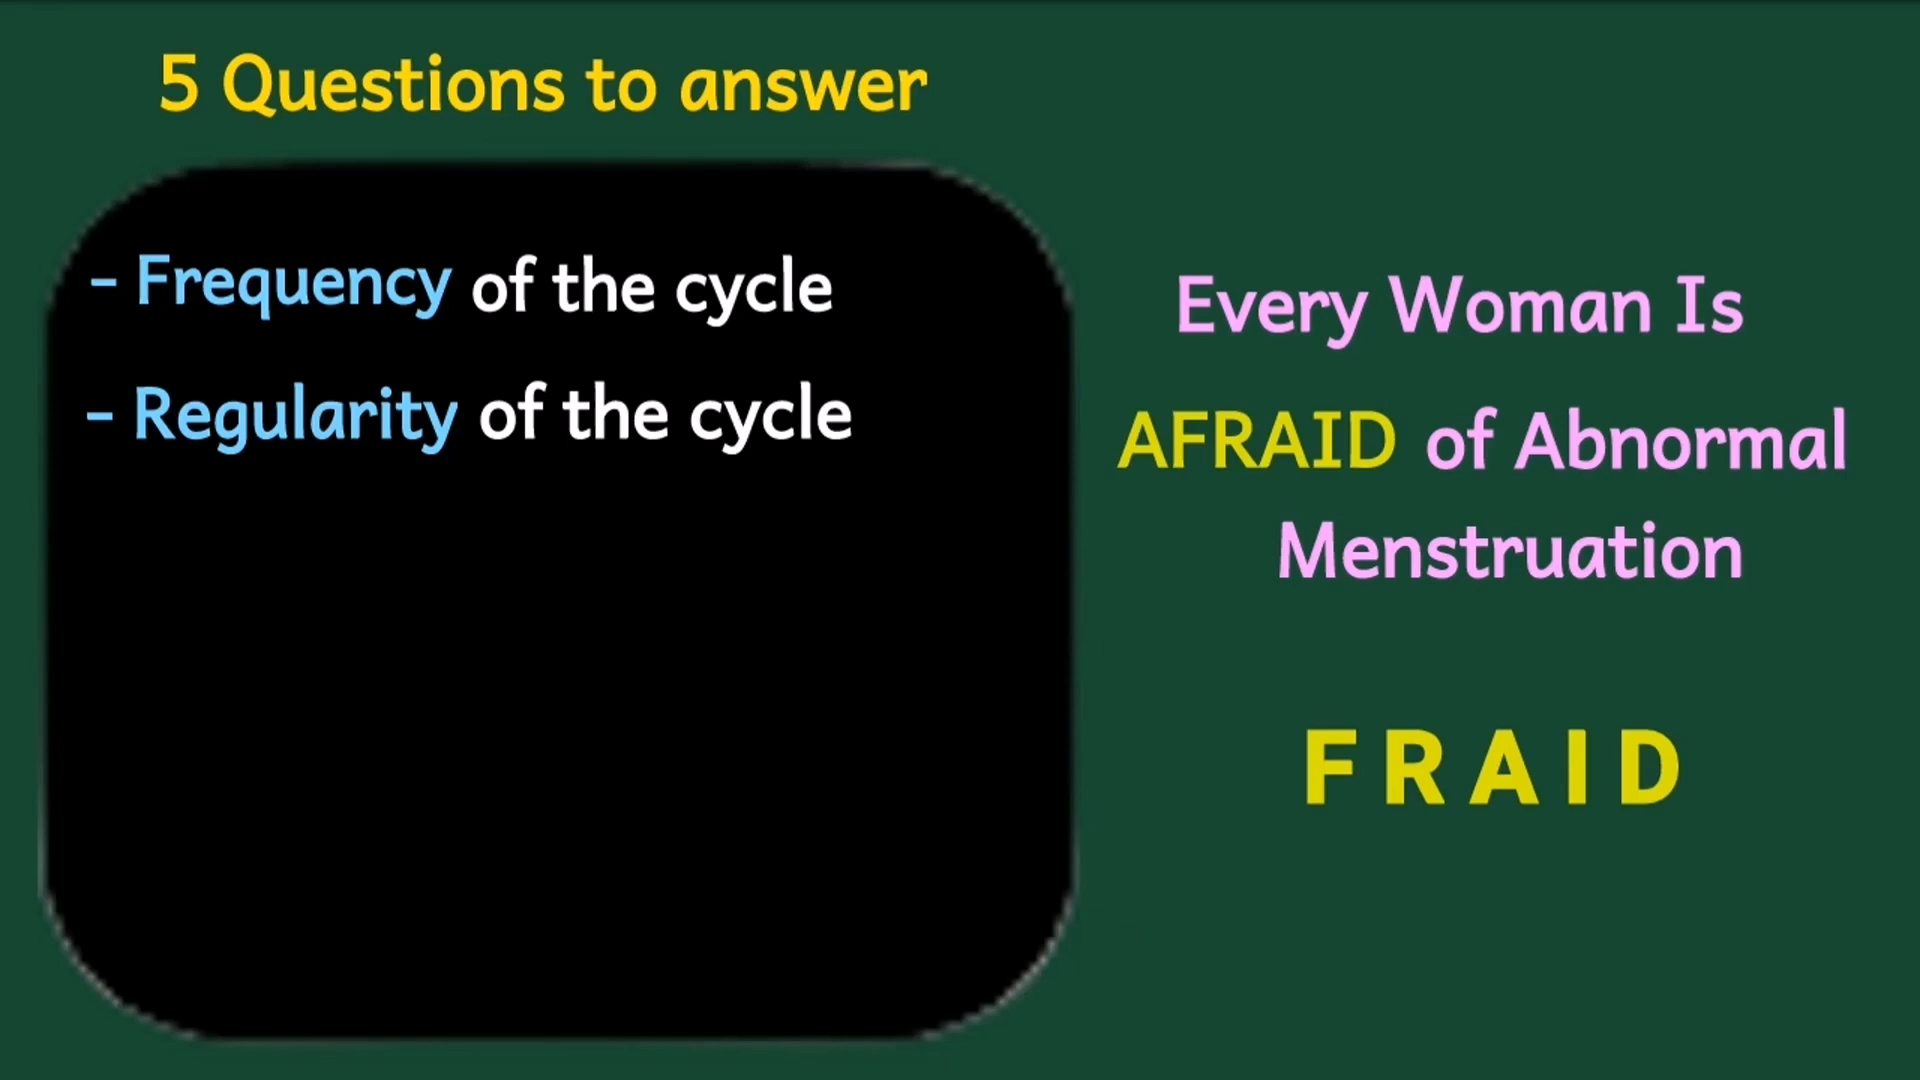 5 Questions to answer
- Frequency of the cycle
- Regularity of the cycle
Every Woman Is
AFRAID of Abnormal
Menstruation
F R A I D